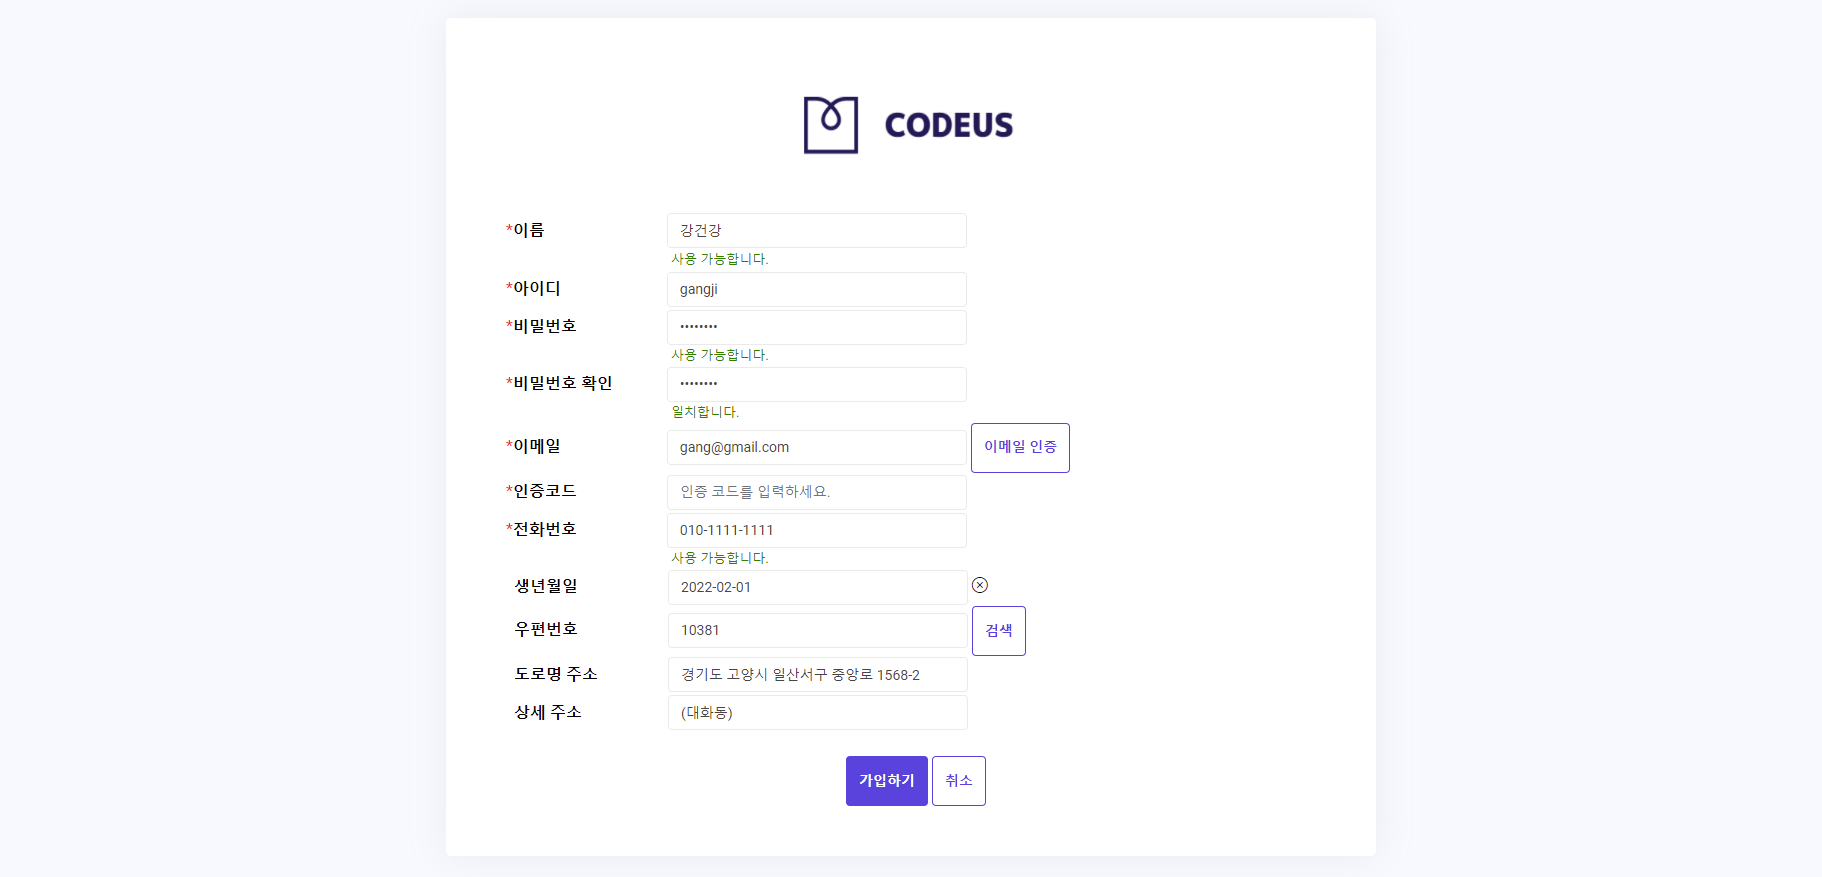 CODEUS
*이름 강건강
사용 가능합니다.
*아이디 gangji
*비밀번호 ••••••••
사용 가능합니다.
*비밀번호 확인 ••••••••
일치합니다.
*이메일 gang@gmail.com 이메일 인증
*인증코드 인증 코드를 입력하세요.
*전화번호 010-1111-1111
사용 가능합니다.
생년월일 2022-02-01
우편번호 10381 검색
도로명 주소 경기도 고양시 일산서구 중앙로 1568-2
상세 주소 (대화동)
가입하기 취소